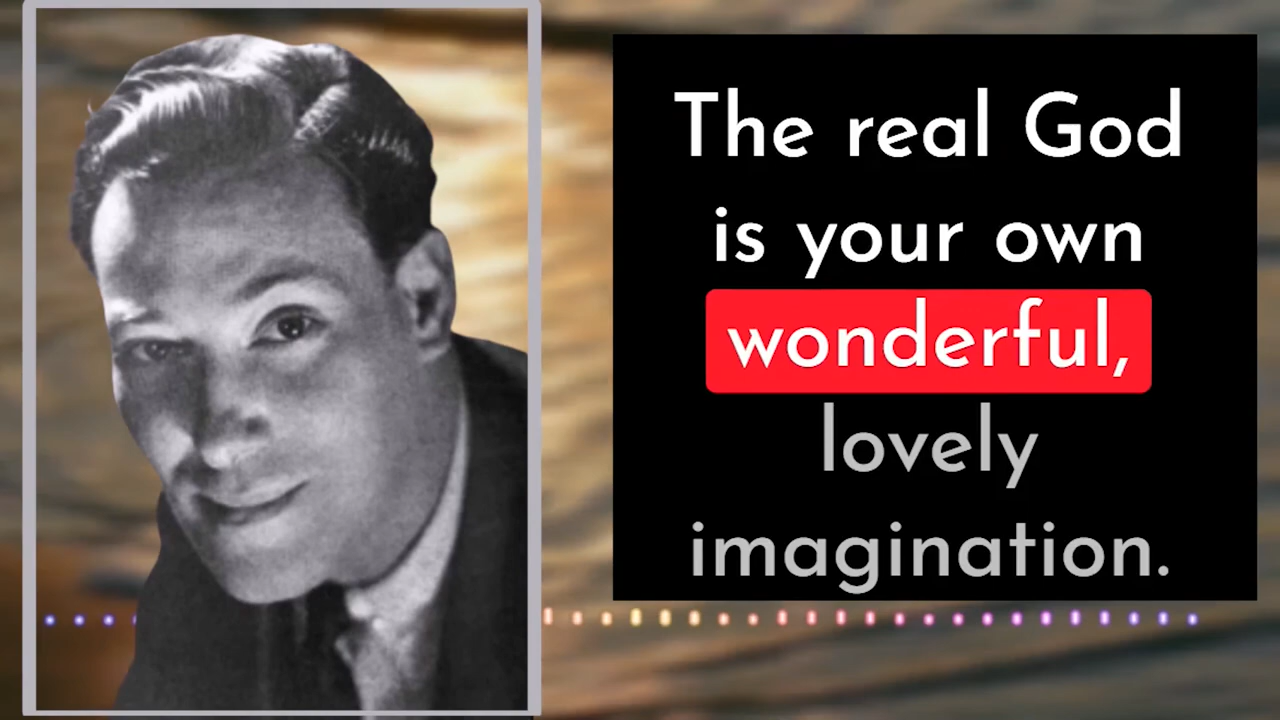 The real God
is your own
wonderful,
lovely
imagination.